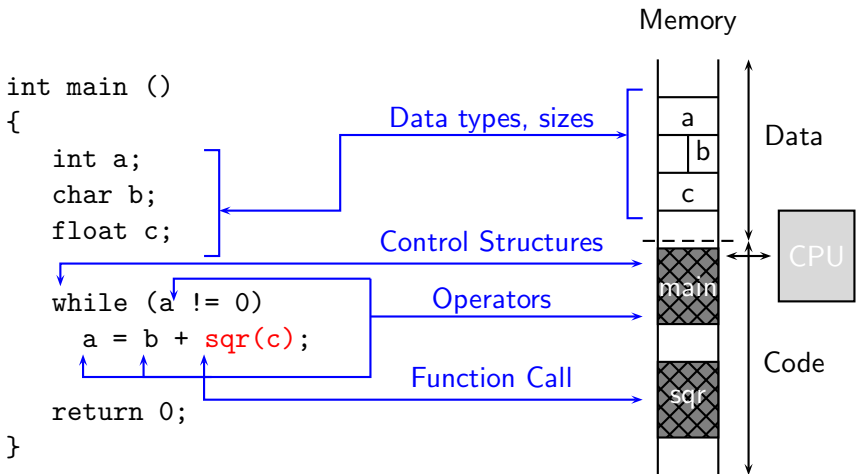 int main ()
{
int a;
char b;
float c;
while (a != 0)
a = b + sqr(c);
return 0;
}
Data types, sizes
Control Structures
Operators
Function Call
Memory
a
b
c
main
sqr
Data
Code
CPU